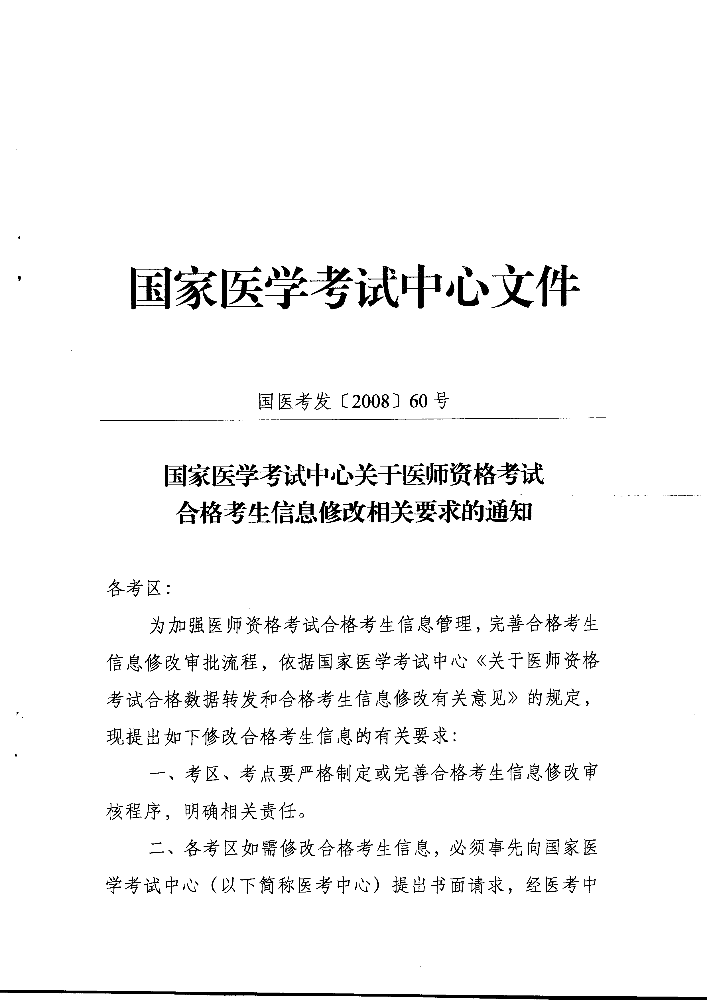 国家医学考试中心文件
国医考发〔2008〕60号
国家医学考试中心关于医师资格考试
合格考生信息修改相关要求的通知
各考区：
为加强医师资格考试合格考生信息管理，完善合格考生
信息修改审批流程，依据国家医学考试中心《关于医师资格
考试合格数据转发和合格考生信息修改有关意见》的规定，
现提出如下修改合格考生信息的有关要求：
一、考区、考点要严格制定或完善合格考生信息修改审
核程序，明确相关责任。
二、各考区如需修改合格考生信息，必须事先向国家医
学考试中心（以下简称医考中心）提出书面请求，经医考中